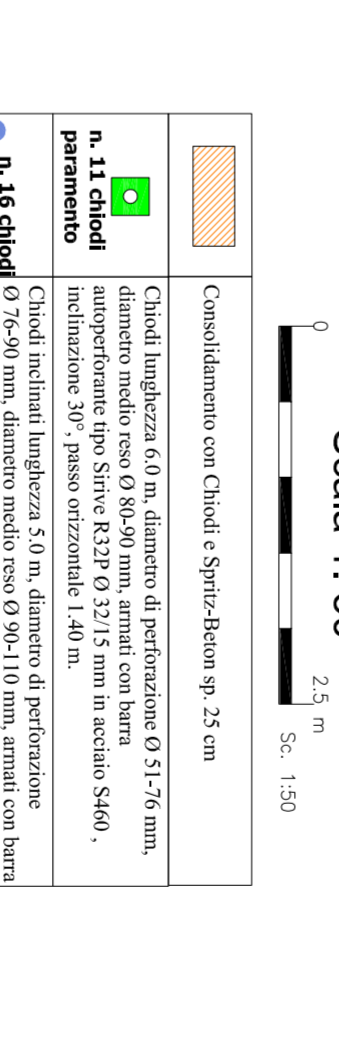 0
2.5 m
Sc. 1:50
Consolidamento con Chiodi e Spritz-Beton sp. 25 cm
n. 11 chiodi
paramento
Chiodi lunghezza 6.0 m, diametro di perforazione Ø 51-76 mm,
diametro medio reso Ø 80-90 mm, armati con barra
autoperforante tipo Sirive R32P Ø 32/15 mm in acciaio S460 ,
inclinazione 30°, passo orizzontale 1.40 m.
n. 16 chiodi
Chiodi inclinati lunghezza 5.0 m, diametro di perforazione
Ø 76-90 mm, diametro medio reso Ø 90-110 mm, armati con barra